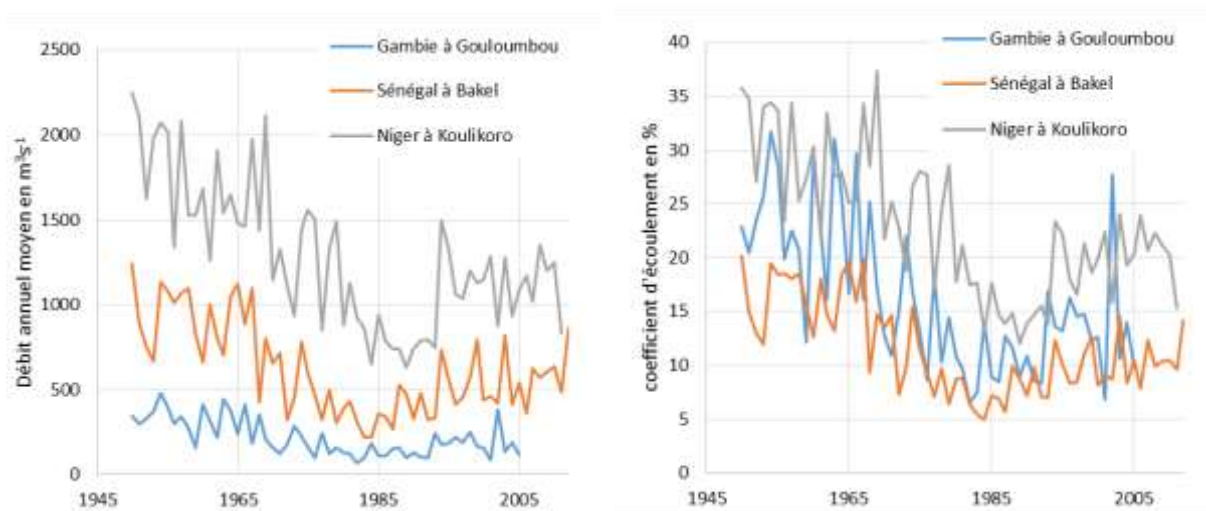 Débit annuel moyen en m³s⁻¹
2500
2000
1500
1000
500
0
1945
1965
1985
2005
Gambie à Gouloumbou
Sénégal à Bakel
Niger à Koulikoro
coefficient d'écoulement en %
40
35
30
25
20
15
10
5
0
1945
1965
1985
2005
Gambie à Gouloumbou
Sénégal à Bakel
Niger à Koulikoro